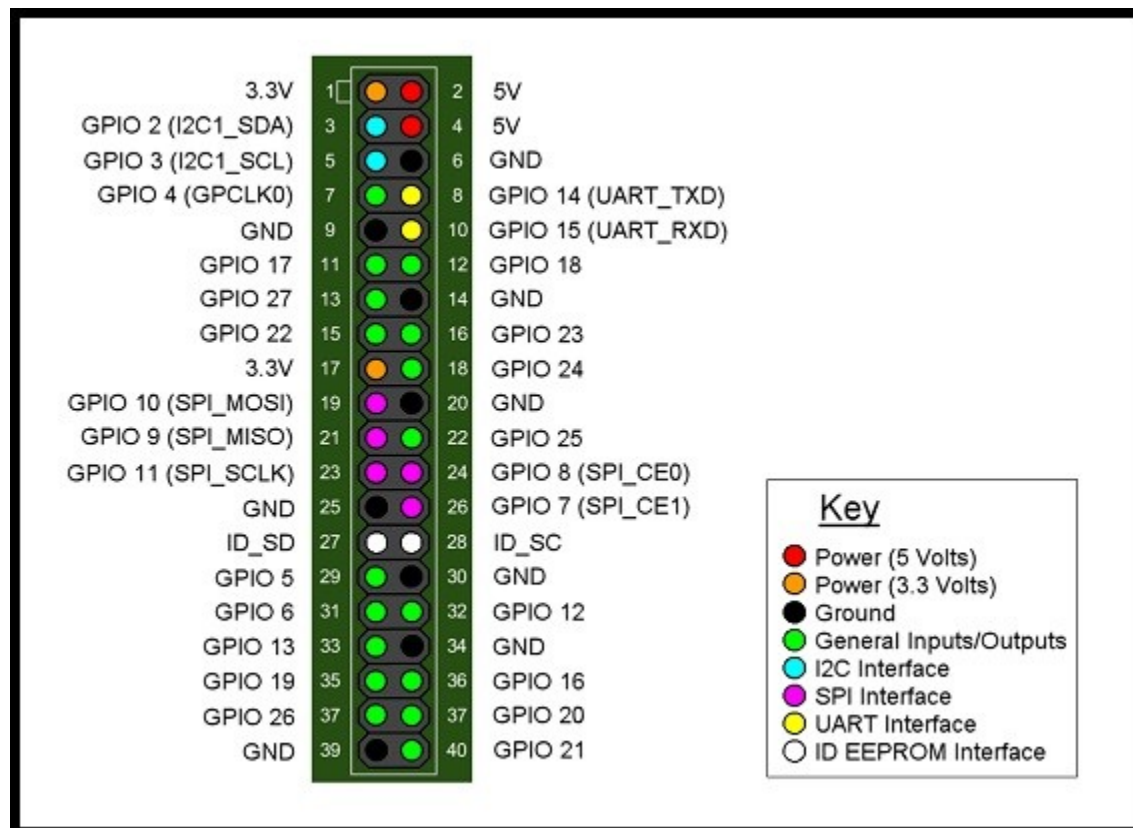 3.3V 1 2 5V
GPIO 2 (I2C1_SDA) 3 4 5V
GPIO 3 (I2C1_SCL) 5 6 GND
GPIO 4 (GPCLK0) 7 8 GPIO 14 (UART_TXD)
GND 9 10 GPIO 15 (UART_RXD)
GPIO 17 11 12 GPIO 18
GPIO 27 13 14 GND
GPIO 22 15 16 GPIO 23
3.3V 17 18 GPIO 24
GPIO 10 (SPI_MOSI) 19 20 GND
GPIO 9 (SPI_MISO) 21 22 GPIO 25
GPIO 11 (SPI_SCLK) 23 24 GPIO 8 (SPI_CE0)
GND 25 26 GPIO 7 (SPI_CE1)
ID_SD 27 28 ID_SC
GPIO 5 29 30 GND
GPIO 6 31 32 GPIO 12
GPIO 13 33 34 GND
GPIO 19 35 36 GPIO 16
GPIO 26 37 37 GPIO 20
GND 39 40 GPIO 21
Key
Power (5 Volts)
Power (3.3 Volts)
Ground
General Inputs/Outputs
I2C Interface
SPI Interface
UART Interface
ID EEPROM Interface